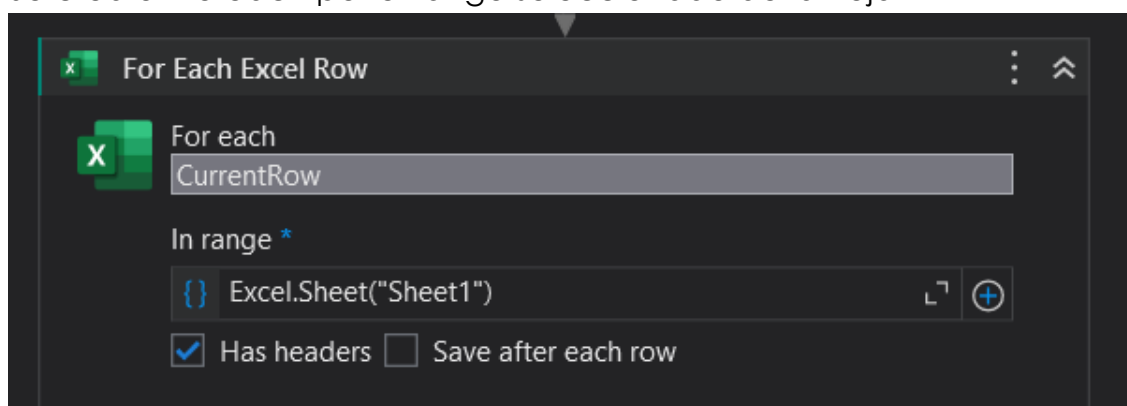 For Each Excel Row
For each
CurrentRow
In range *
{} Excel.Sheet("Sheet1")
Has headers Save after each row